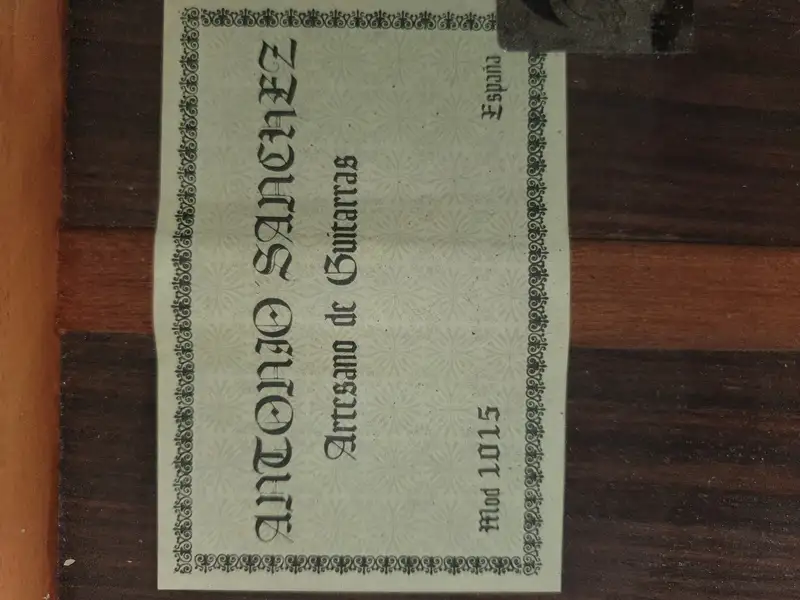 ANTONIO SANCHEZ
Artesano de Guitarras
Mod 1015 España